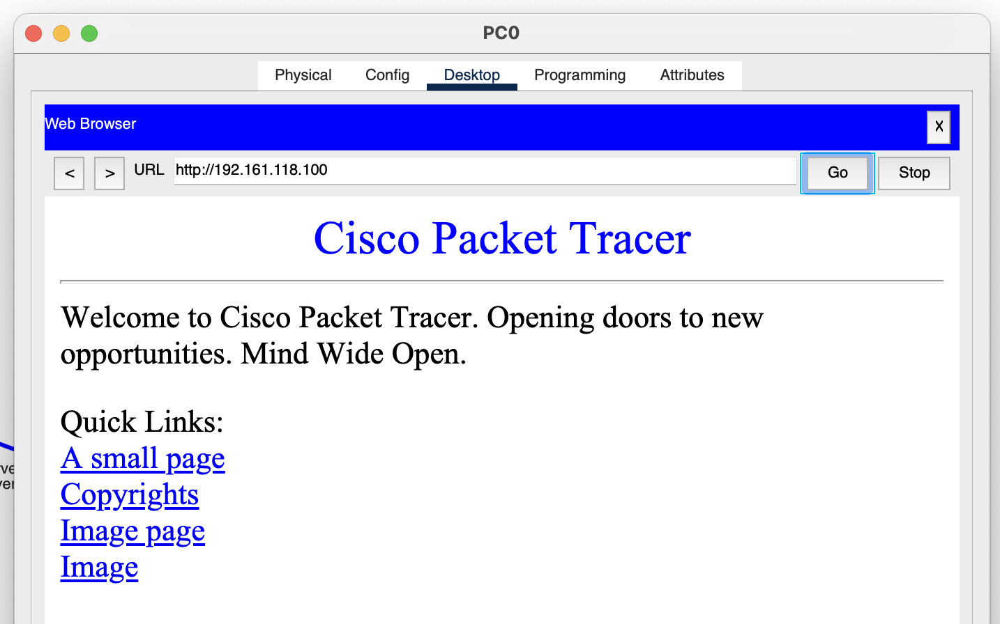 PC0
Physical Config Desktop Programming Attributes
Web Browser X
< > URL http://192.161.118.100 Go Stop
Cisco Packet Tracer
Welcome to Cisco Packet Tracer. Opening doors to new
opportunities. Mind Wide Open.
Quick Links:
A small page
Copyrights
Image page
Image